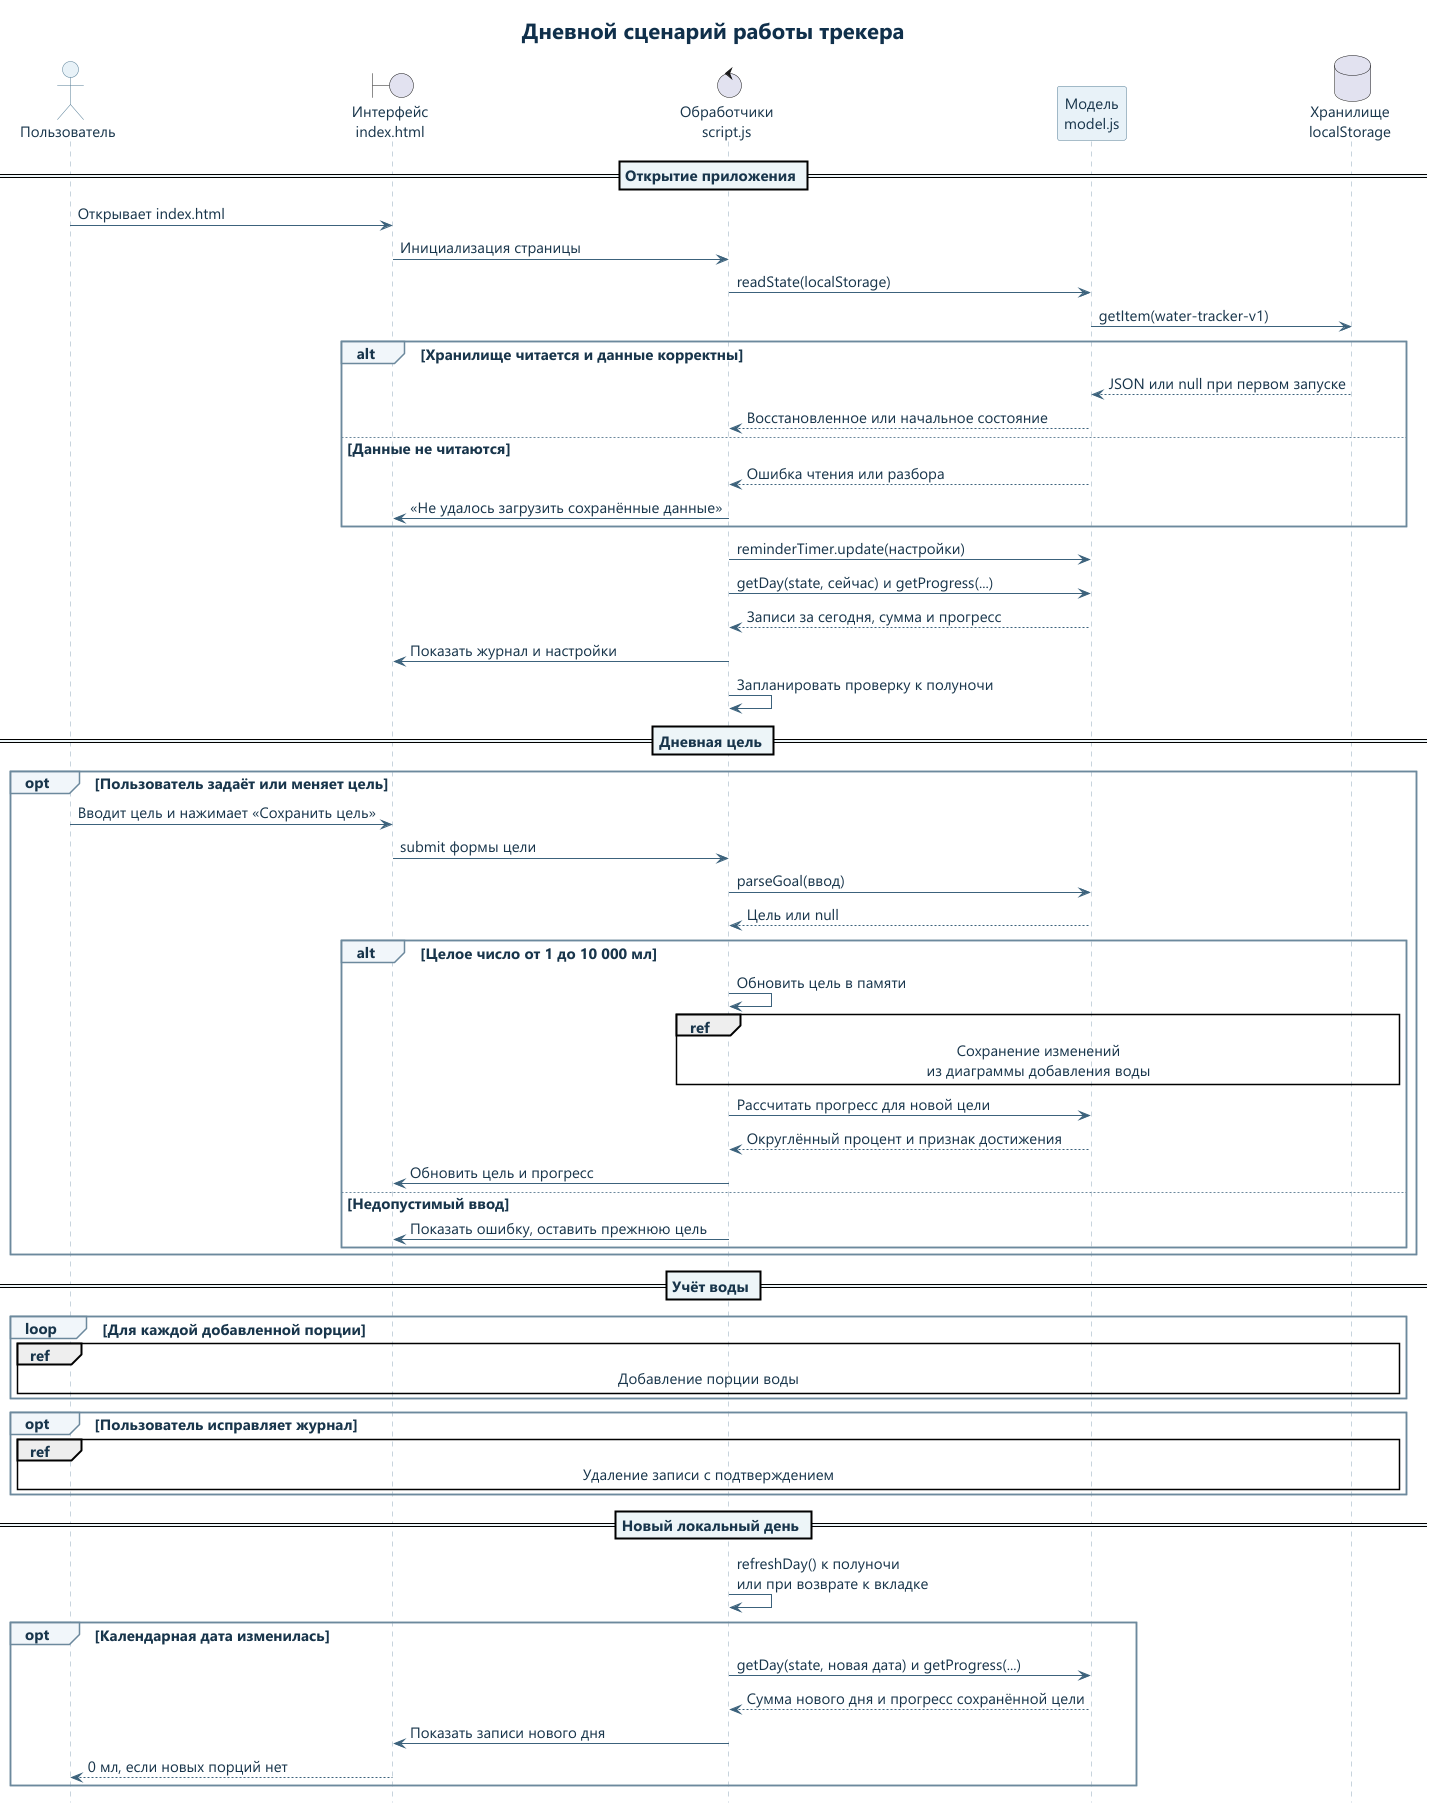 Дневной сценарий работы трекера
Пользователь
Интерфейс
index.html
Обработчики
script.js
Модель
model.js
Хранилище
localStorage
Открытие приложения
Открывает index.html
Инициализация страницы
readState(localStorage)
getItem(water-tracker-v1)
alt
[Хранилище читается и данные корректны]
JSON или null при первом запуске
Восстановленное или начальное состояние
[Данные не читаются]
Ошибка чтения или разбора
«Не удалось загрузить сохранённые данные»
reminderTimer.update(настройки)
getDay(state, сейчас) и getProgress(...)
Записи за сегодня, сумма и прогресс
Показать журнал и настройки
Запланировать проверку к полуночи
Дневная цель
opt
[Пользователь задаёт или меняет цель]
Вводит цель и нажимает «Сохранить цель»
submit формы цели
parseGoal(ввод)
Цель или null
alt
[Целое число от 1 до 10 000 мл]
Обновить цель в памяти
ref
Сохранение изменений
из диаграммы добавления воды
Рассчитать прогресс для новой цели
Округлённый процент и признак достижения
Обновить цель и прогресс
[Недопустимый ввод]
Показать ошибку, оставить прежнюю цель
Учёт воды
loop
[Для каждой добавленной порции]
ref
Добавление порции воды
opt
[Пользователь исправляет журнал]
ref
Удаление записи с подтверждением
Новый локальный день
refreshDay() к полуночи
или при возврате к вкладке
opt
[Календарная дата изменилась]
getDay(state, новая дата) и getProgress(...)
Сумма нового дня и прогресс сохранённой цели
Показать записи нового дня
0 мл, если новых порций нет